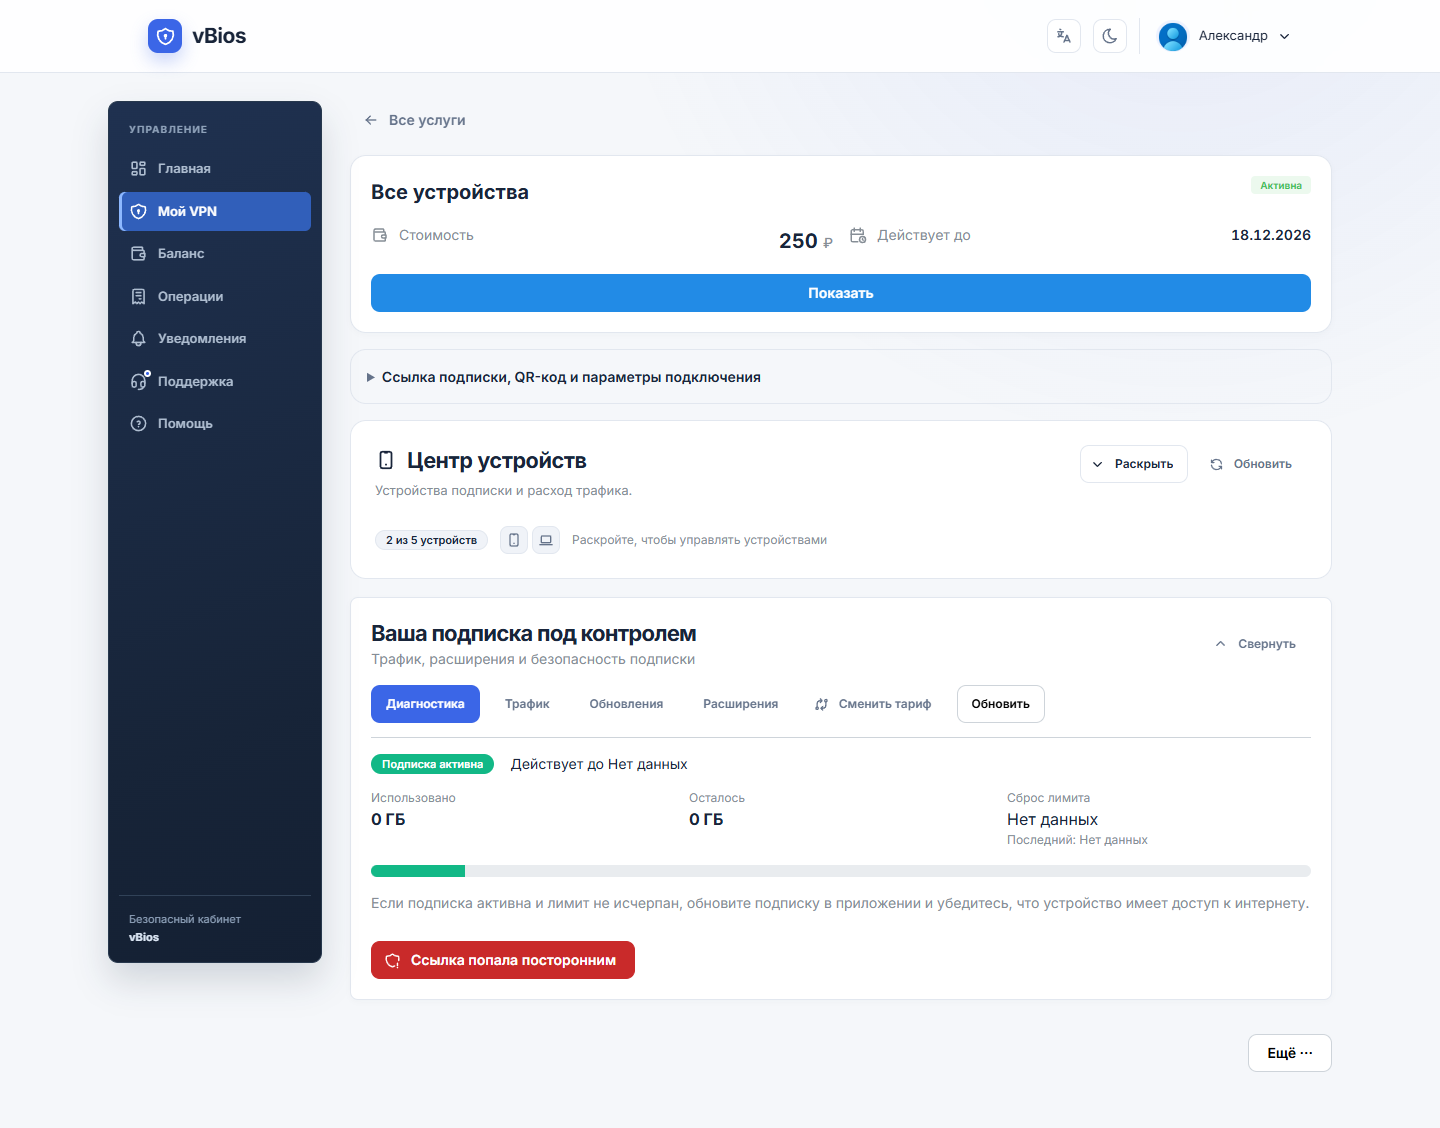 vBios
Александр
УПРАВЛЕНИЕ
Главная
Мой VPN
Баланс
Операции
Уведомления
Поддержка
Помощь
Безопасный кабинет
vBios
Все услуги
Все устройства
Активна
Стоимость
250 ₽
Действует до
18.12.2026
Показать
Ссылка подписки, QR-код и параметры подключения
Центр устройств
Раскрыть
Обновить
Устройства подписки и расход трафика.
2 из 5 устройств
Раскройте, чтобы управлять устройствами
Ваша подписка под контролем
Трафик, расширения и безопасность подписки
Свернуть
Диагностика
Трафик
Обновления
Расширения
Сменить тариф
Обновить
Подписка активна
Действует до Нет данных
Использовано
0 ГБ
Осталось
0 ГБ
Сброс лимита
Нет данных
Последний: Нет данных
Если подписка активна и лимит не исчерпан, обновите подписку в приложении и убедитесь, что устройство имеет доступ к интернету.
Ссылка попала посторонним
Ещё ···